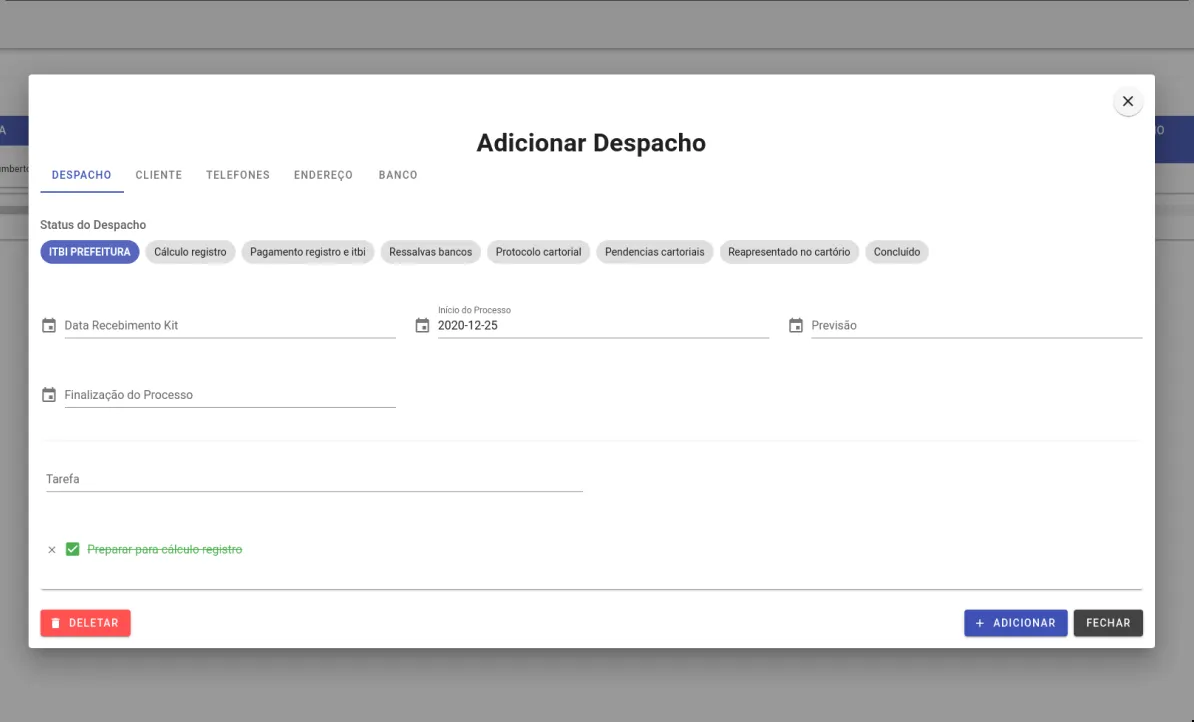 Adicionar Despacho
DESPACHO CLIENTE TELEFONES ENDEREÇO BANCO
Status do Despacho
ITBI PREFEITURA Cálculo registro Pagamento registro e itbi Ressalvas bancos Protocolo cartorial Pendencias cartoriais Reapresentado no cartório Concluído
Início do Processo
Data Recebimento Kit 2020-12-25 Previsão
Finalização do Processo
Tarefa
Preparar para cálculo registro
DELETAR + ADICIONAR FECHAR